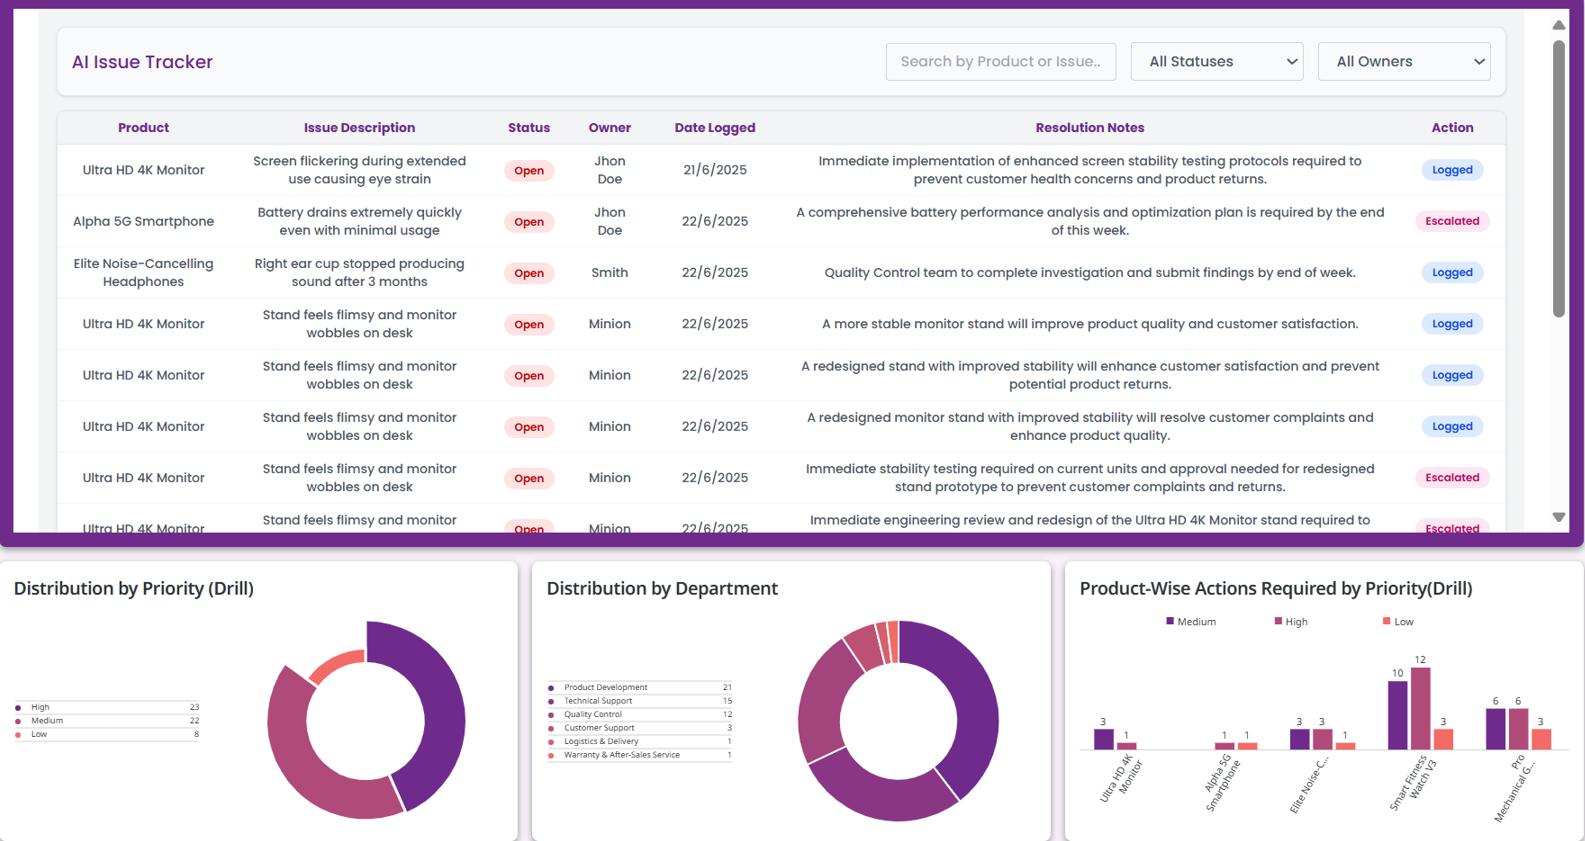 AI Issue Tracker
Search by Product or Issue..
All Statuses
All Owners
Product Issue Description Status Owner Date Logged Resolution Notes Action
Ultra HD 4K Monitor
Screen flickering during extended
use causing eye strain
Open
Jhon
Doe
21/6/2025
Immediate implementation of enhanced screen stability testing protocols required to
prevent customer health concerns and product returns.
Logged
Alpha 5G Smartphone
Battery drains extremely quickly
even with minimal usage
Open
Jhon
Doe
22/6/2025
A comprehensive battery performance analysis and optimization plan is required by the end
of this week.
Escalated
Elite Noise-Cancelling
Headphones
Right ear cup stopped producing
sound after 3 months
Open
Smith
22/6/2025
Quality Control team to complete investigation and submit findings by end of week.
Logged
Ultra HD 4K Monitor
Stand feels flimsy and monitor
wobbles on desk
Open
Minion
22/6/2025
A more stable monitor stand will improve product quality and customer satisfaction.
Logged
Ultra HD 4K Monitor
Stand feels flimsy and monitor
wobbles on desk
Open
Minion
22/6/2025
A redesigned stand with improved stability will enhance customer satisfaction and prevent
potential product returns.
Logged
Ultra HD 4K Monitor
Stand feels flimsy and monitor
wobbles on desk
Open
Minion
22/6/2025
A redesigned monitor stand with improved stability will resolve customer complaints and
enhance product quality.
Logged
Ultra HD 4K Monitor
Stand feels flimsy and monitor
wobbles on desk
Open
Minion
22/6/2025
Immediate stability testing required on current units and approval needed for redesigned
stand prototype to prevent customer complaints and returns.
Escalated
Ultra HD 4K Monitor
Stand feels flimsy and monitor
Open
Minion
22/6/2025
Immediate engineering review and redesign of the Ultra HD 4K Monitor stand required to
Escalated
Distribution by Priority (Drill)
High 23
Medium 22
Low 8
Distribution by Department
Product Development 21
Technical Support 15
Quality Control 12
Customer Support 3
Logistics & Delivery 1
Warranty & After-Sales Service 1
Product-Wise Actions Required by Priority(Drill)
Medium High Low
3 1
1 1
3 3 1
10 12 3
6 6 3
Ultra HD 4K
Monitor
Alpha 5G
Smartphone
Elite Noise-C...
Smart Fitness
Watch V3
Pro
Mechanical G...